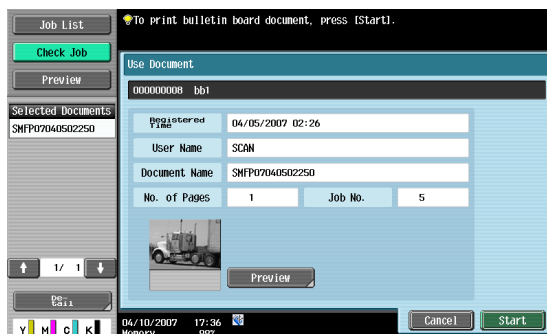 Job List
Check Job
Preview
Selected Documents
SMFP07040502250
1/ 1
De-
tail
Y M C K
To print bulletin board document, press [Start].
Use Document
000000008 bb1
Registered
Time
04/05/2007 02:26
User Name
SCAN
Document Name
SMFP07040502250
No. of Pages
1
Job No.
5
Preview
04/10/2007 17:36
Memory 99%
Cancel
Start